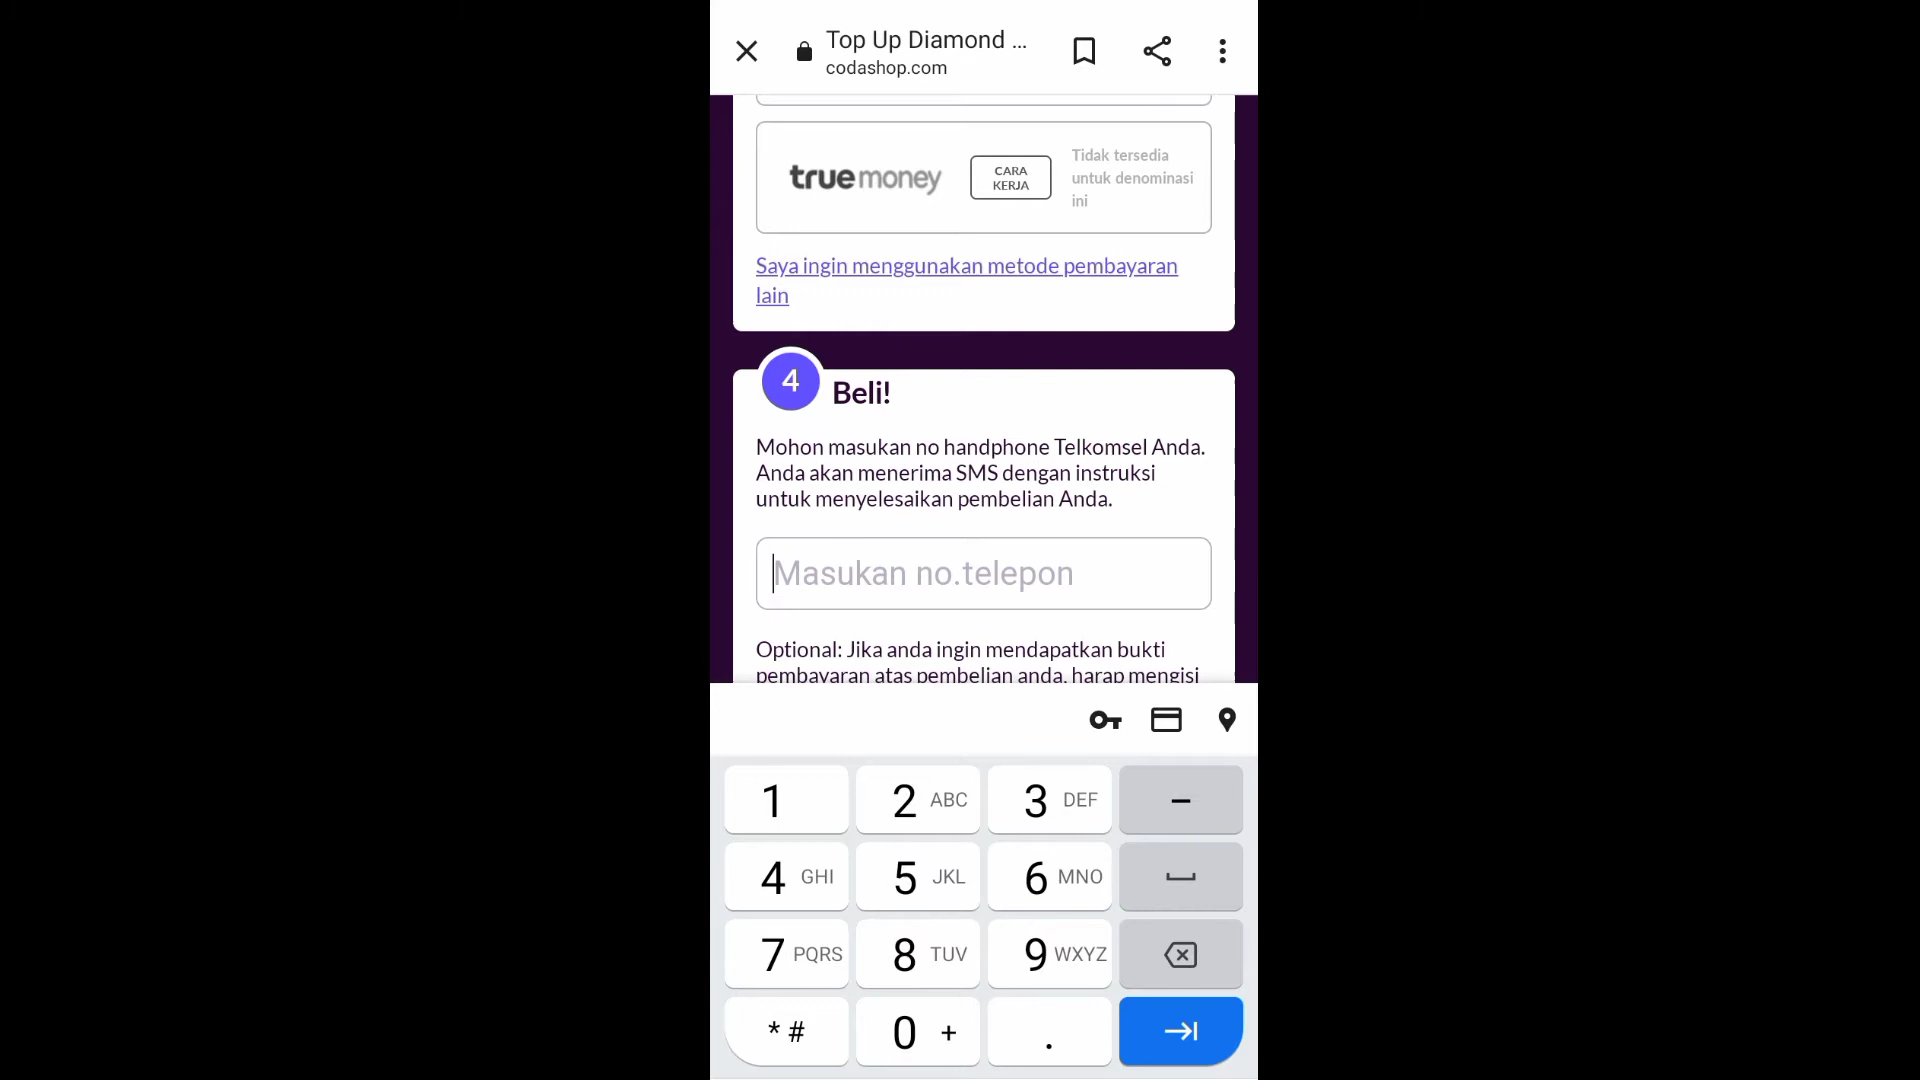 Top Up Diamond ...
codashop.com
truemoney
CARA
KERJA
Tidak tersedia
untuk denominasi
ini
Saya ingin menggunakan metode pembayaran
lain
4
Beli!
Mohon masukan no handphone Telkomsel Anda.
Anda akan menerima SMS dengan instruksi
untuk menyelesaikan pembelian Anda.
Masukan no.telepon
Optional: Jika anda ingin mendapatkan bukti
pembayaran atas pembelian anda, harap mengisi
1 2 ABC 3 DEF –
4 GHI 5 JKL 6 MNO
7 PQRS 8 TUV 9 WXYZ
* # 0 + .